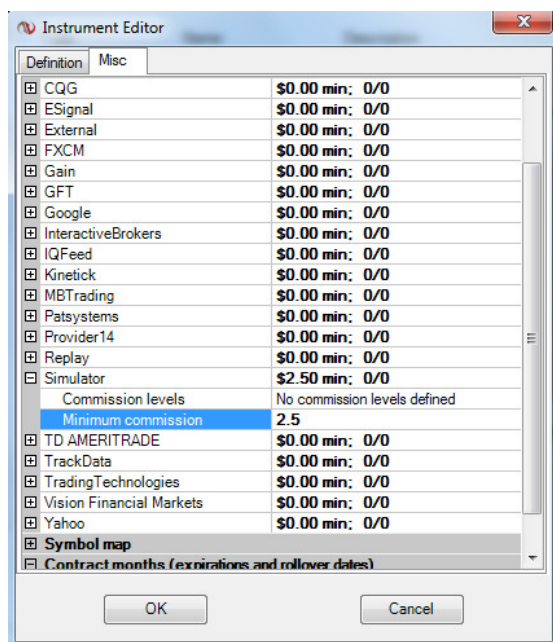 Instrument Editor
Definition Misc
CQG $0.00 min; 0/0
ESignal $0.00 min; 0/0
External $0.00 min; 0/0
FXCM $0.00 min; 0/0
Gain $0.00 min; 0/0
GFT $0.00 min; 0/0
Google $0.00 min; 0/0
InteractiveBrokers $0.00 min; 0/0
IQFeed $0.00 min; 0/0
Kinetick $0.00 min; 0/0
MBTrading $0.00 min; 0/0
Patsystems $0.00 min; 0/0
Provider14 $0.00 min; 0/0
Replay $0.00 min; 0/0
Simulator $2.50 min; 0/0
Commission levels No commission levels defined
Minimum commission 2.5
TD AMERITRADE $0.00 min; 0/0
TrackData $0.00 min; 0/0
TradingTechnologies $0.00 min; 0/0
Vision Financial Markets $0.00 min; 0/0
Yahoo $0.00 min; 0/0
Symbol map
Contract months (expirations and rollover dates)
OK Cancel